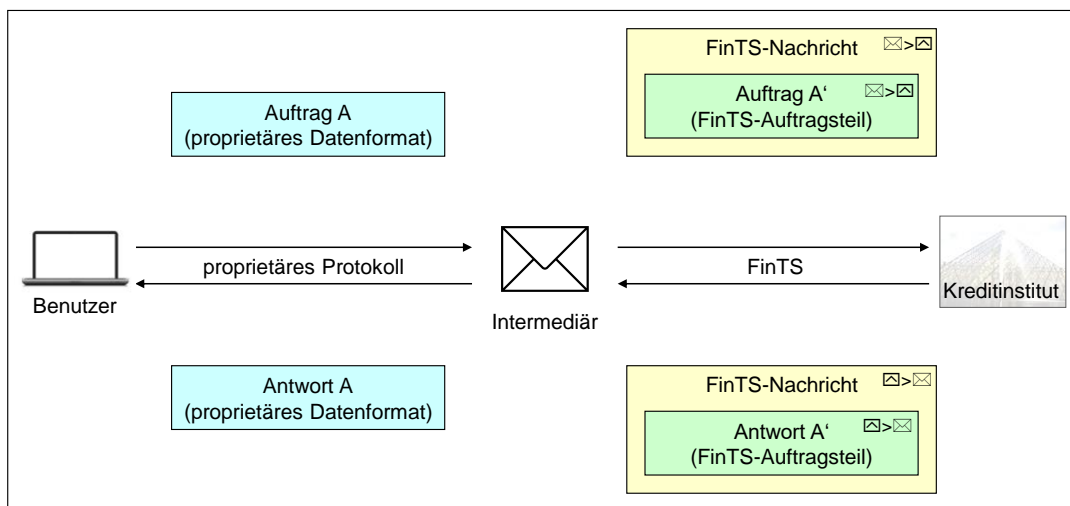 FinTS-Nachricht ✉>⌂
Auftrag A
(proprietäres Datenformat)
Auftrag A‘ ✉>⌂
(FinTS-Auftragsteil)
proprietäres Protokoll
FinTS
Benutzer
Intermediär
Kreditinstitut
Antwort A
(proprietäres Datenformat)
FinTS-Nachricht ⌂>✉
Antwort A‘ ⌂>✉
(FinTS-Auftragsteil)